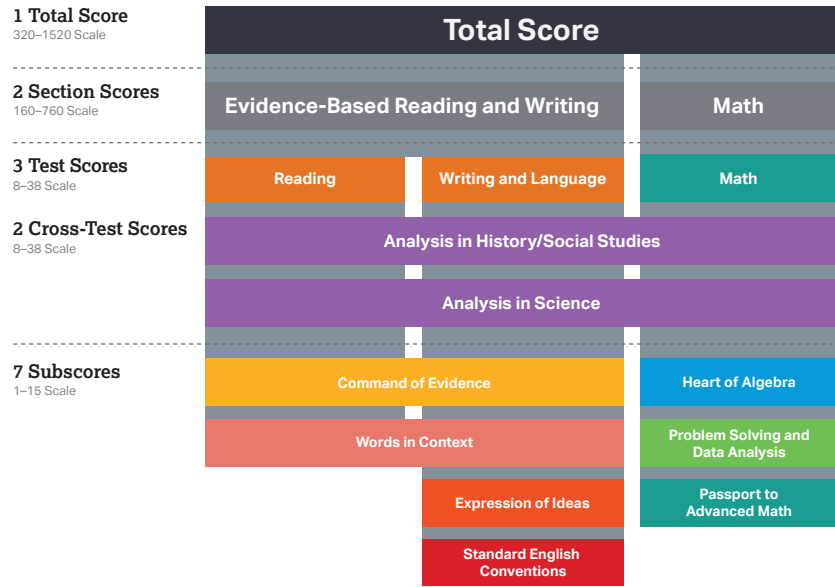 1 Total Score
320–1520 Scale
Total Score
2 Section Scores
160–760 Scale
Evidence-Based Reading and Writing
Math
3 Test Scores
8–38 Scale
Reading
Writing and Language
Math
2 Cross-Test Scores
8–38 Scale
Analysis in History/Social Studies
Analysis in Science
7 Subscores
1–15 Scale
Command of Evidence
Heart of Algebra
Words in Context
Problem Solving and
Data Analysis
Expression of Ideas
Passport to
Advanced Math
Standard English
Conventions